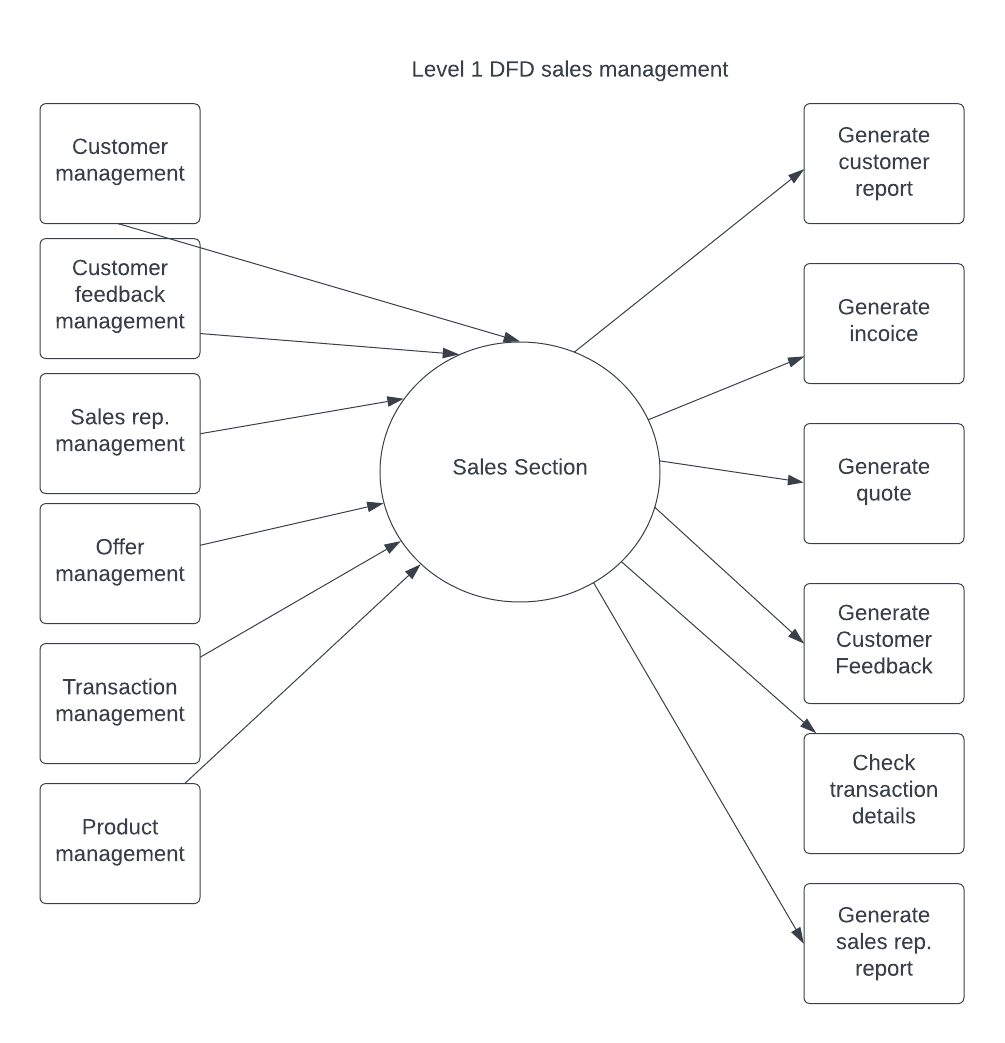 Level 1 DFD sales management
Customer
management
Customer
feedback
management
Sales rep.
management
Offer
management
Transaction
management
Product
management
Sales Section
Generate
customer
report
Generate
incoice
Generate
quote
Generate
Customer
Feedback
Check
transaction
details
Generate
sales rep.
report